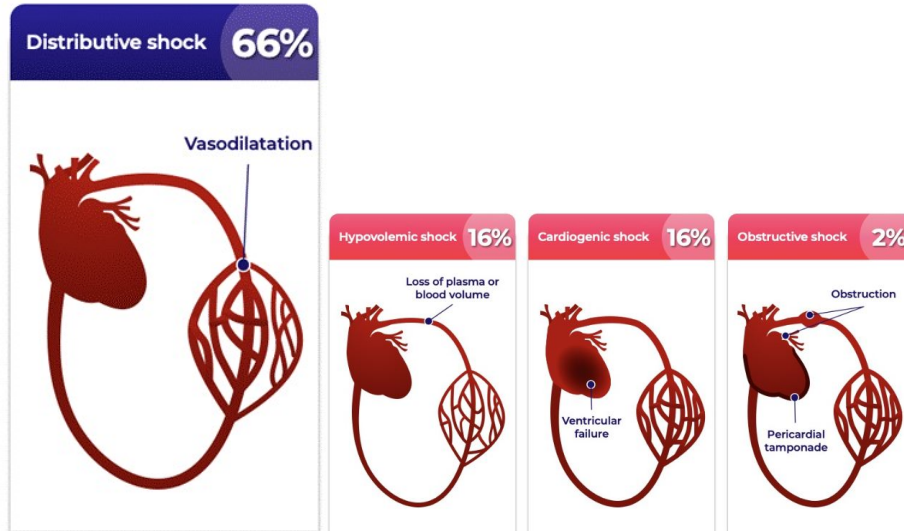 Distributive shock 66%
Vasodilatation
Hypovolemic shock 16%
Loss of plasma or
blood volume
Cardiogenic shock 16%
Ventricular
failure
Obstructive shock 2%
Obstruction
Pericardial
tamponade